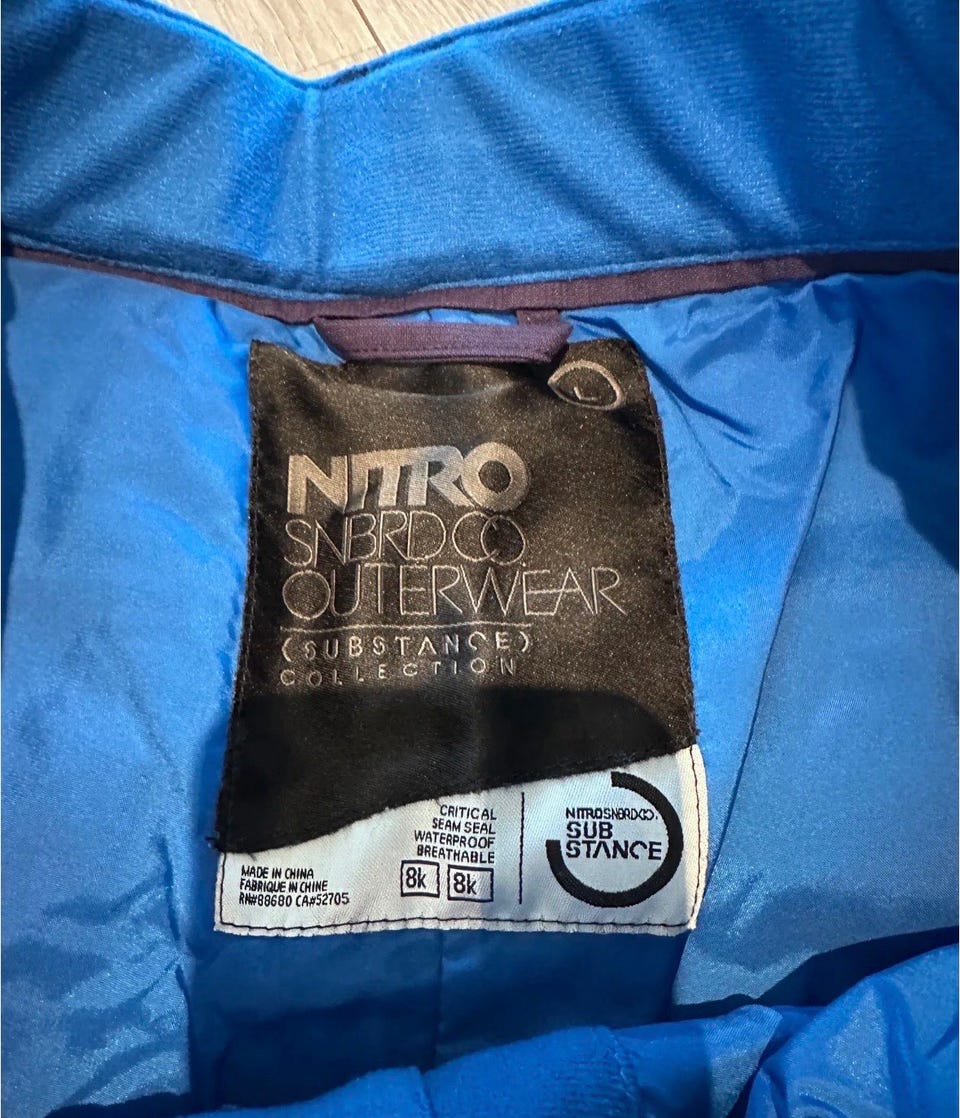 L
NITRO
SNBRDCO
OUTERWEAR
(SUBSTANCE)
COLLECTION
CRITICAL
SEAM SEAL
WATERPROOF
BREATHABLE
8k 8k
MADE IN CHINA
FABRIQUE IN CHINE
RN#88680 CA#52705
NITROSNBRDCO.
SUB
STANCE